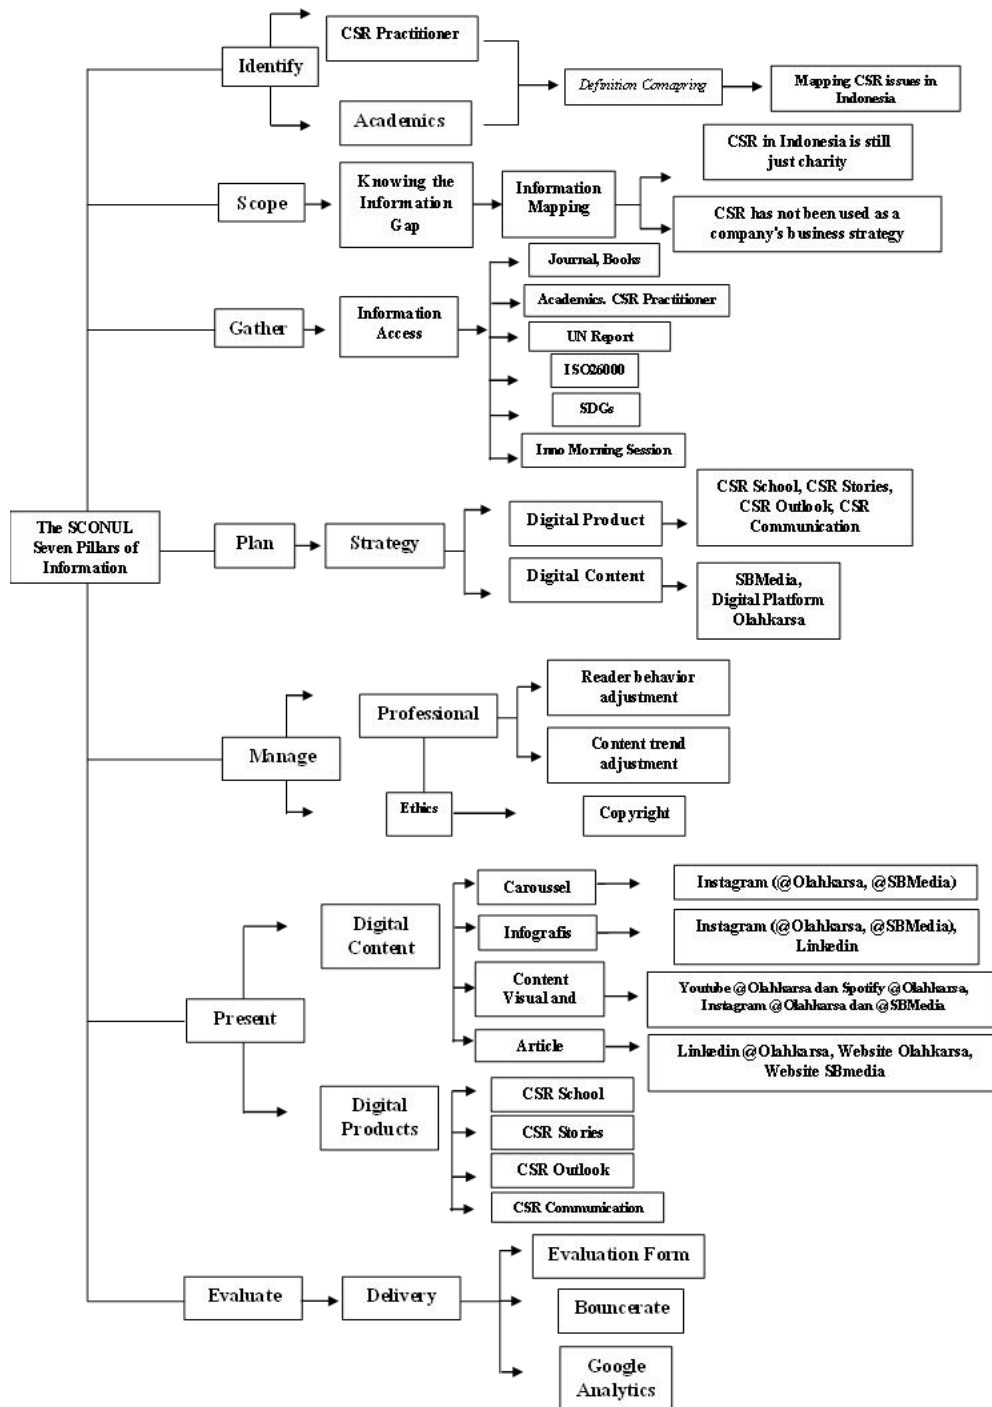 CSR Practitioner
Identify
Academics
Definition Comapring
Mapping CSR issues in
Indonesia
CSR in Indonesia is still
just charity
Scope
Knowing the
Information
Gap
Information
Mapping
CSR has not been used as a
company's business strategy
Gather
Information
Access
Journal, Books
Academics. CSR Practitioner
UN Report
ISO26000
SDGs
Inno Morning Session
The SCONUL
Seven Pillars of
Information
Plan
Strategy
Digital Product
CSR School, CSR Stories,
CSR Outlook, CSR
Communication
Digital Content
SBMedia,
Digital Platform
Olahkarsa
Manage
Professional
Reader behavior
adjustment
Content trend
adjustment
Ethics
Copyright
Present
Digital
Content
Caroussel
Instagram (@Olahkarsa, @SBMedia)
Infografis
Instagram (@Olahkarsa, @SBMedia),
Linkedin
Content
Visual and
Youtube @Olahkarsa dan Spotify @Olahkarsa,
Instagram @Olahkarsa dan @SBMedia
Article
Linkedin @Olahkarsa, Website Olahkarsa,
Website SBmedia
Digital
Products
CSR School
CSR Stories
CSR Outlook
CSR Communication
Evaluate
Delivery
Evaluation Form
Bouncerate
Google
Analytics